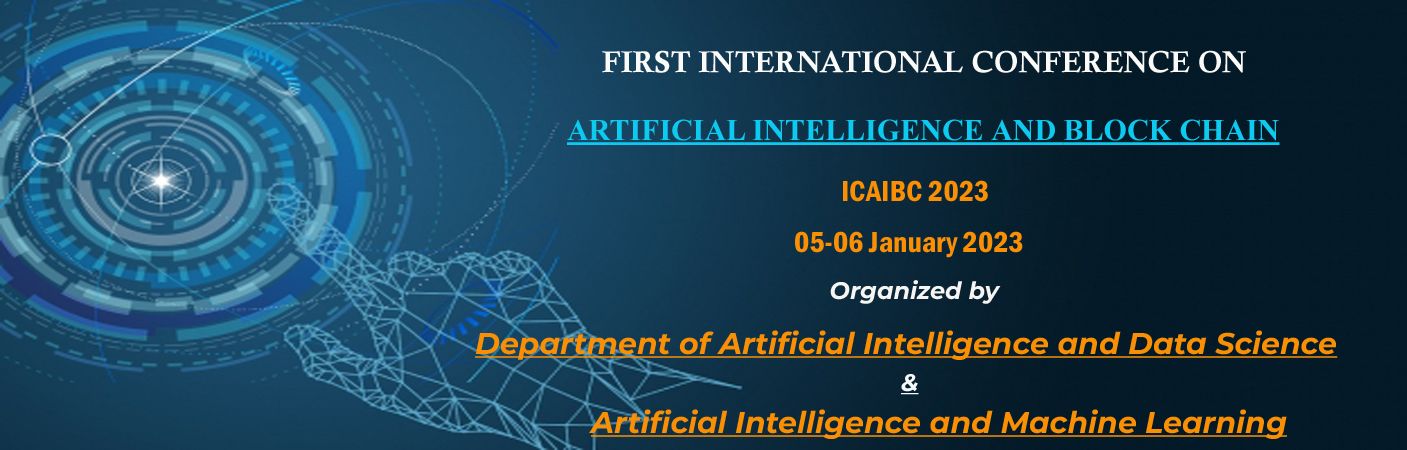 FIRST INTERNATIONAL CONFERENCE ON
ARTIFICIAL INTELLIGENCE AND BLOCK CHAIN
ICAIBC 2023
05-06 January 2023
Organized by
Department of Artificial Intelligence and Data Science
&
Artificial Intelligence and Machine Learning